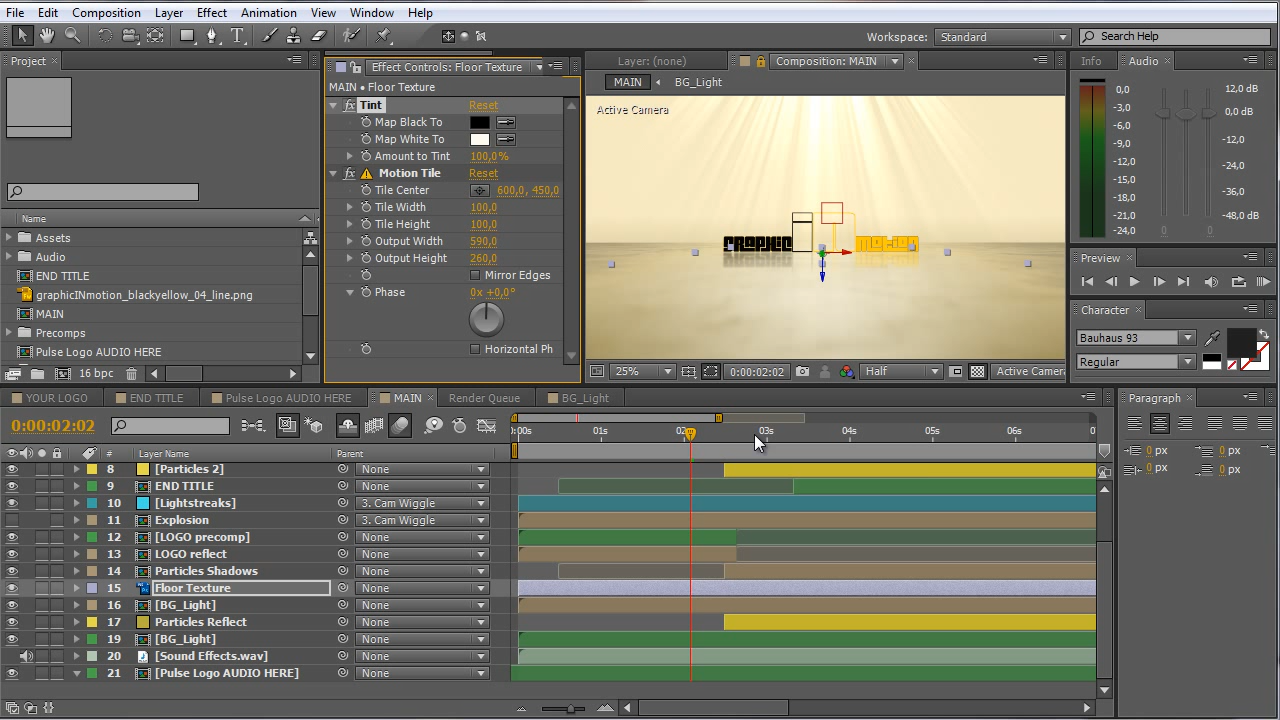 File Edit Composition Layer Effect Animation View Window Help
Workspace: Standard Search Help
Project
Name
Assets
Audio
END TITLE
graphicINmotion_blackyellow_04_line.png
MAIN
Precomps
Pulse Logo AUDIO HERE
16 bpc
Effect Controls: Floor Texture
MAIN • Floor Texture
fx Tint Reset
Map Black To
Map White To
Amount to Tint 100,0%
fx Motion Tile Reset
Tile Center 600,0, 450,0
Tile Width 100,0
Tile Height 100,0
Output Width 590,0
Output Height 260,0
Mirror Edges
Phase 0x +0,0°
Horizontal Ph
Layer: (none) Composition: MAIN
MAIN BG_Light
Active Camera
GRAPHIC MOTION
25% 0:00:02:02 Half Active Camera
Info Audio
0,0 12,0 dB
-3,0 0,0 dB
-6,0
-9,0 -12,0
-12,0
-15,0 -24,0
-18,0 -36,0
-21,0 -48,0 dB
-24,0 0 0
Preview
Character
Bauhaus 93
Regular
YOUR LOGO END TITLE Pulse Logo AUDIO HERE MAIN Render Queue BG_Light
0:00:02:02
:00s 01s 02s 03s 04s 05s 06s 0
# Layer Name Parent
8 [Particles 2] None
9 END TITLE None
10 [Lightstreaks] 3. Cam Wiggle
11 Explosion 3. Cam Wiggle
12 [LOGO precomp] None
13 LOGO reflect None
14 Particles Shadows None
15 Floor Texture None
16 [BG_Light] None
17 Particles Reflect None
19 [BG_Light] None
20 [Sound Effects.wav] None
21 [Pulse Logo AUDIO HERE] None
Paragraph
0 px 0 px
0 px 0 px